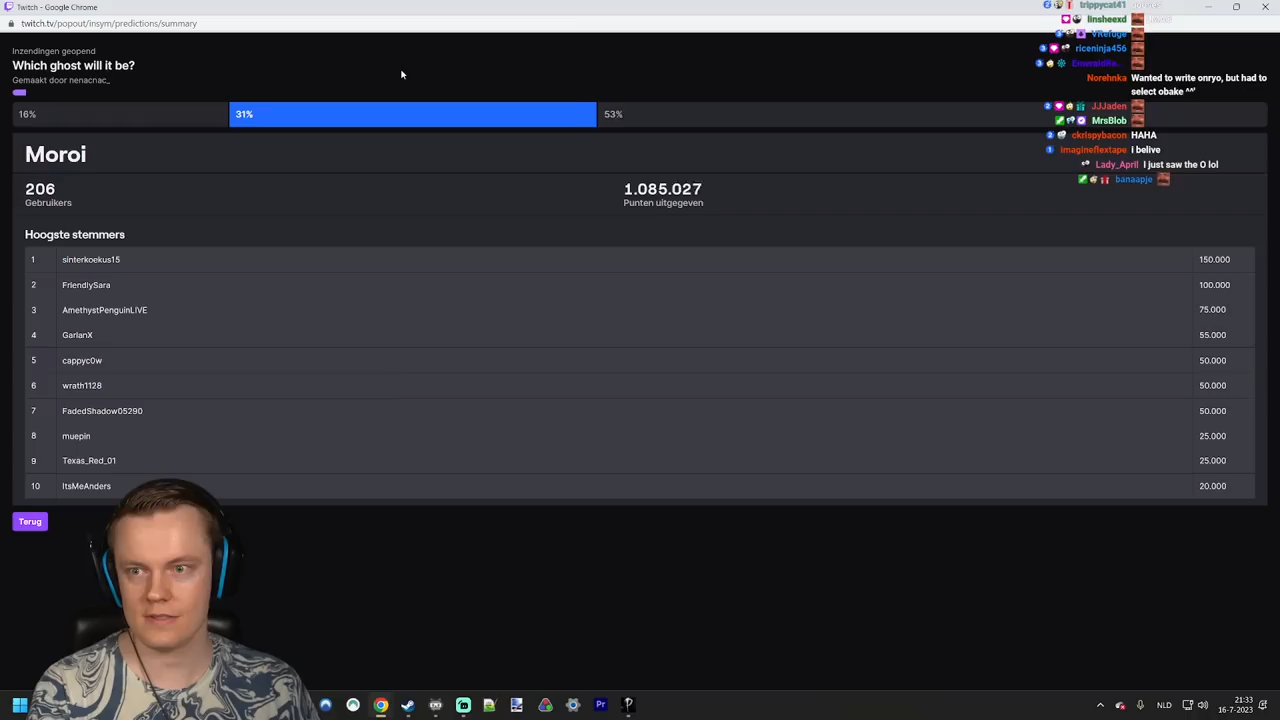 Twitch - Google Chrome
twitch.tv/popout/insym/predictions/summary
Inzendingen geopend
Which ghost will it be?
Gemaakt door nenacnac_
16%
31%
53%
Moroi
206
Gebruikers
1.085.027
Punten uitgegeven
Hoogste stemmers
1 sinterkoekus15 150.000
2 FriendlySara 100.000
3 AmethystPenguinLIVE 75.000
4 GarlanX 55.000
5 cappyc0w 50.000
6 wrath1128 50.000
7 FadedShadow05290 50.000
8 muepin 25.000
9 Texas_Red_01 25.000
10 ItsMeAnders 20.000
Terug
trippycat41
linsheexd
VRefuge
riceninja456
Norehnka Wanted to write onryo, but had to
select obake ^^'
JJJaden
MrsBlob
ckrispybacon HAHA
imagineflextape I belive
Lady_April I just saw the O lol
banaapje
NLD
21:33
16-7-2023